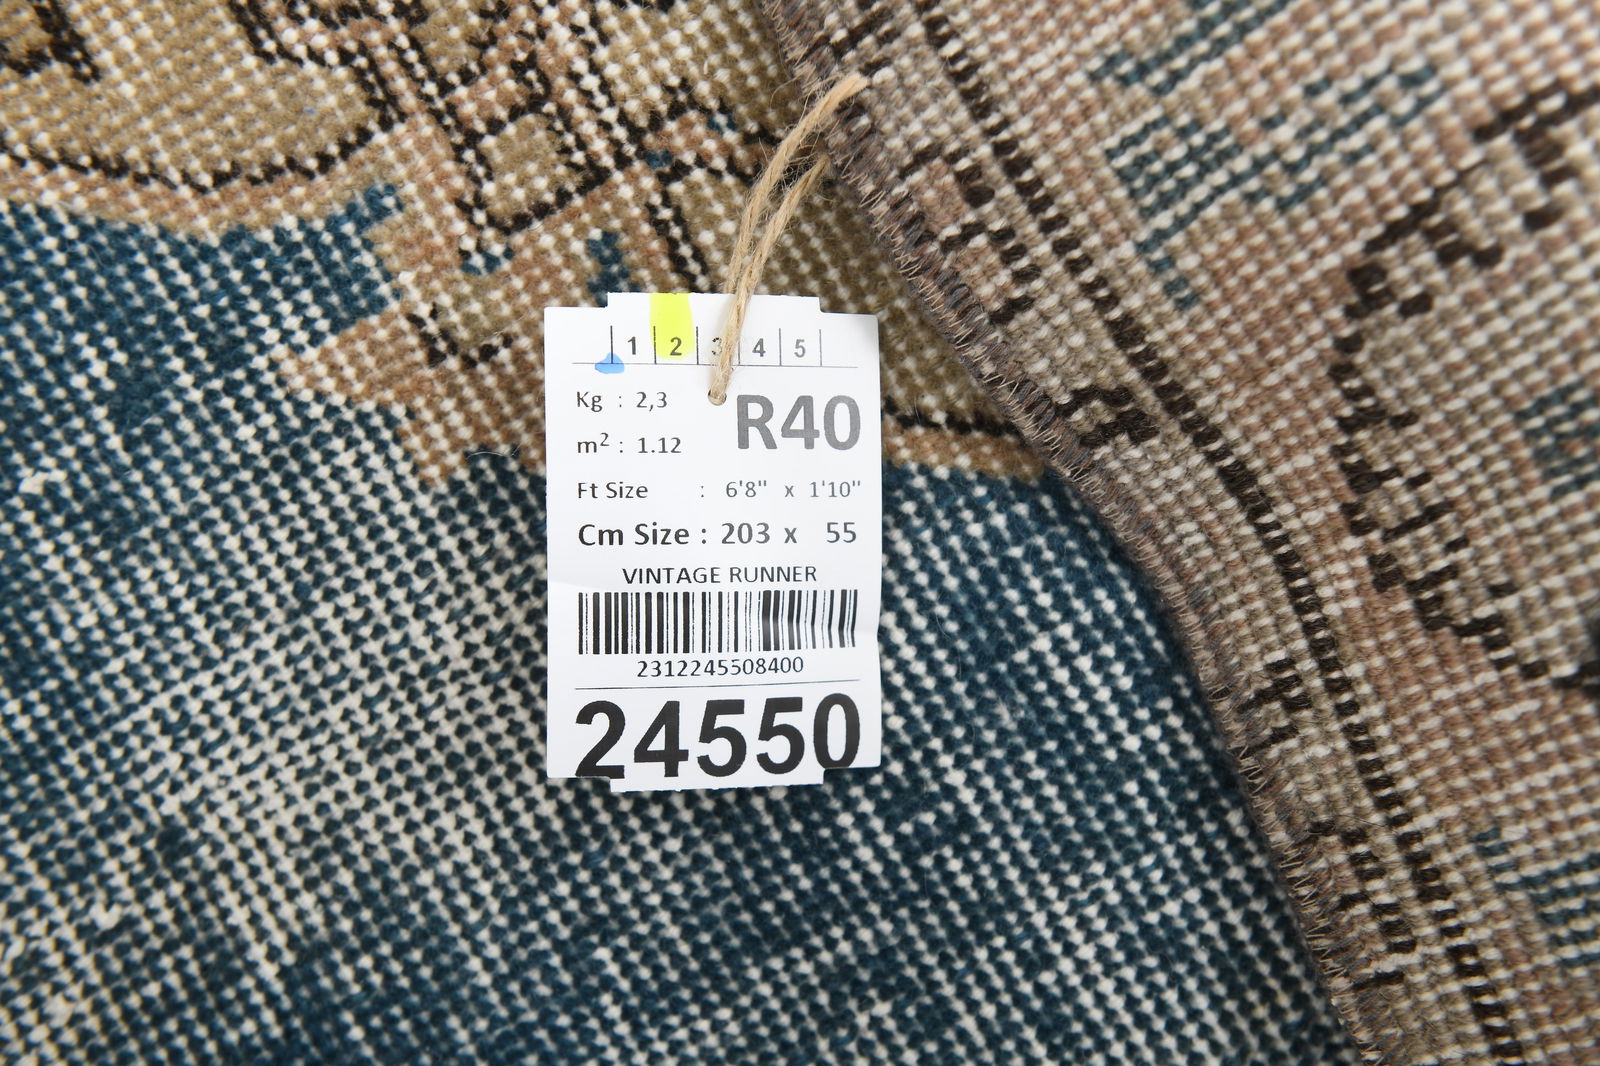 1 2 3 4 5
Kg : 2,3
R40
m2 : 1.12
Ft Size : 6'8" x 1'10"
Cm Size : 203 x 55
VINTAGE RUNNER
2312245508400
24550